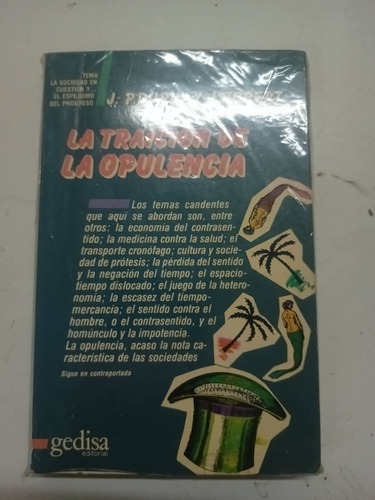 TEMA
LA SOCIEDAD EN
CUESTION Y...
EL ESPEJISMO
DEL PROGRESO
LA TRAICION DE
LA OPULENCIA
Los temas candentes
que aquí se abordan son, entre
otros: la economía del contrasen-
tido; la medicina contra la salud; el
transporte cronófago; cultura y socie-
dad de prótesis; la pérdida del sentido
y la negación del tiempo; el espacio-
tiempo dislocado; el juego de la hetero-
nomía; la escasez del tiempo-
mercancía; el sentido contra el
hombre, o el contrasentido, y el
homúnculo y la impotencia.
La opulencia, acaso la nota ca-
racterística de las sociedades
Sigue en contraportada
gedisa
editorial